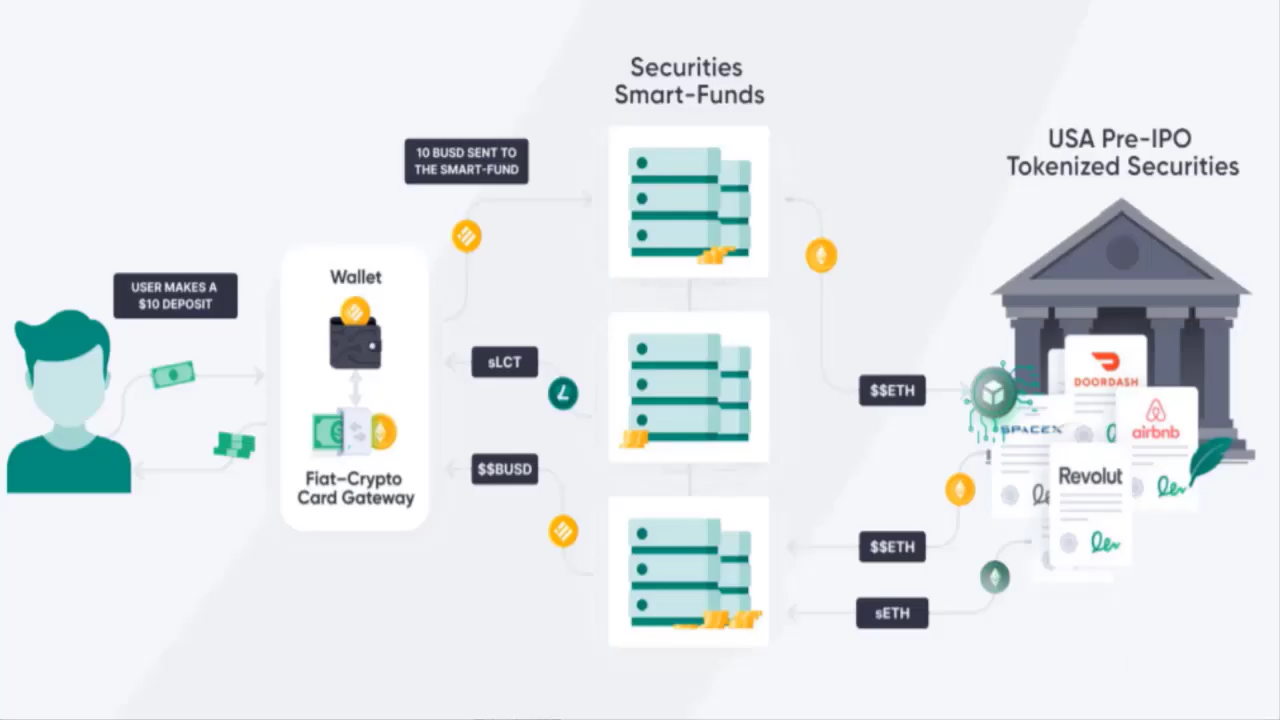 Securities
Smart-Funds
USA Pre-IPO
Tokenized Securities
10 BUSD SENT TO
THE SMART-FUND
USER MAKES A
$10 DEPOSIT
Wallet
Fiat-Crypto
Card Gateway
sLCT
$$BUSD
$$ETH
$$ETH
sETH
DOORDASH
SPACEX
airbnb
Revolut